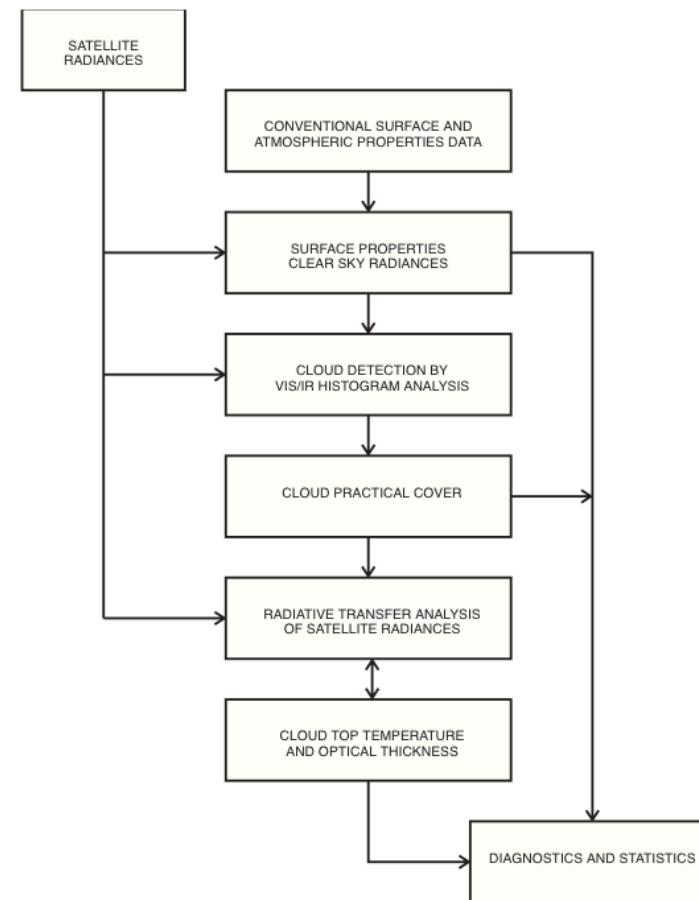 SATELLITE
RADIANCES
CONVENTIONAL SURFACE AND
ATMOSPHERIC PROPERTIES DATA
SURFACE PROPERTIES
CLEAR SKY RADIANCES
CLOUD DETECTION BY
VIS/IR HISTOGRAM ANALYSIS
CLOUD PRACTICAL COVER
RADIATIVE TRANSFER ANALYSIS
OF SATELLITE RADIANCES
CLOUD TOP TEMPERATURE
AND OPTICAL THICKNESS
DIAGNOSTICS AND STATISTICS